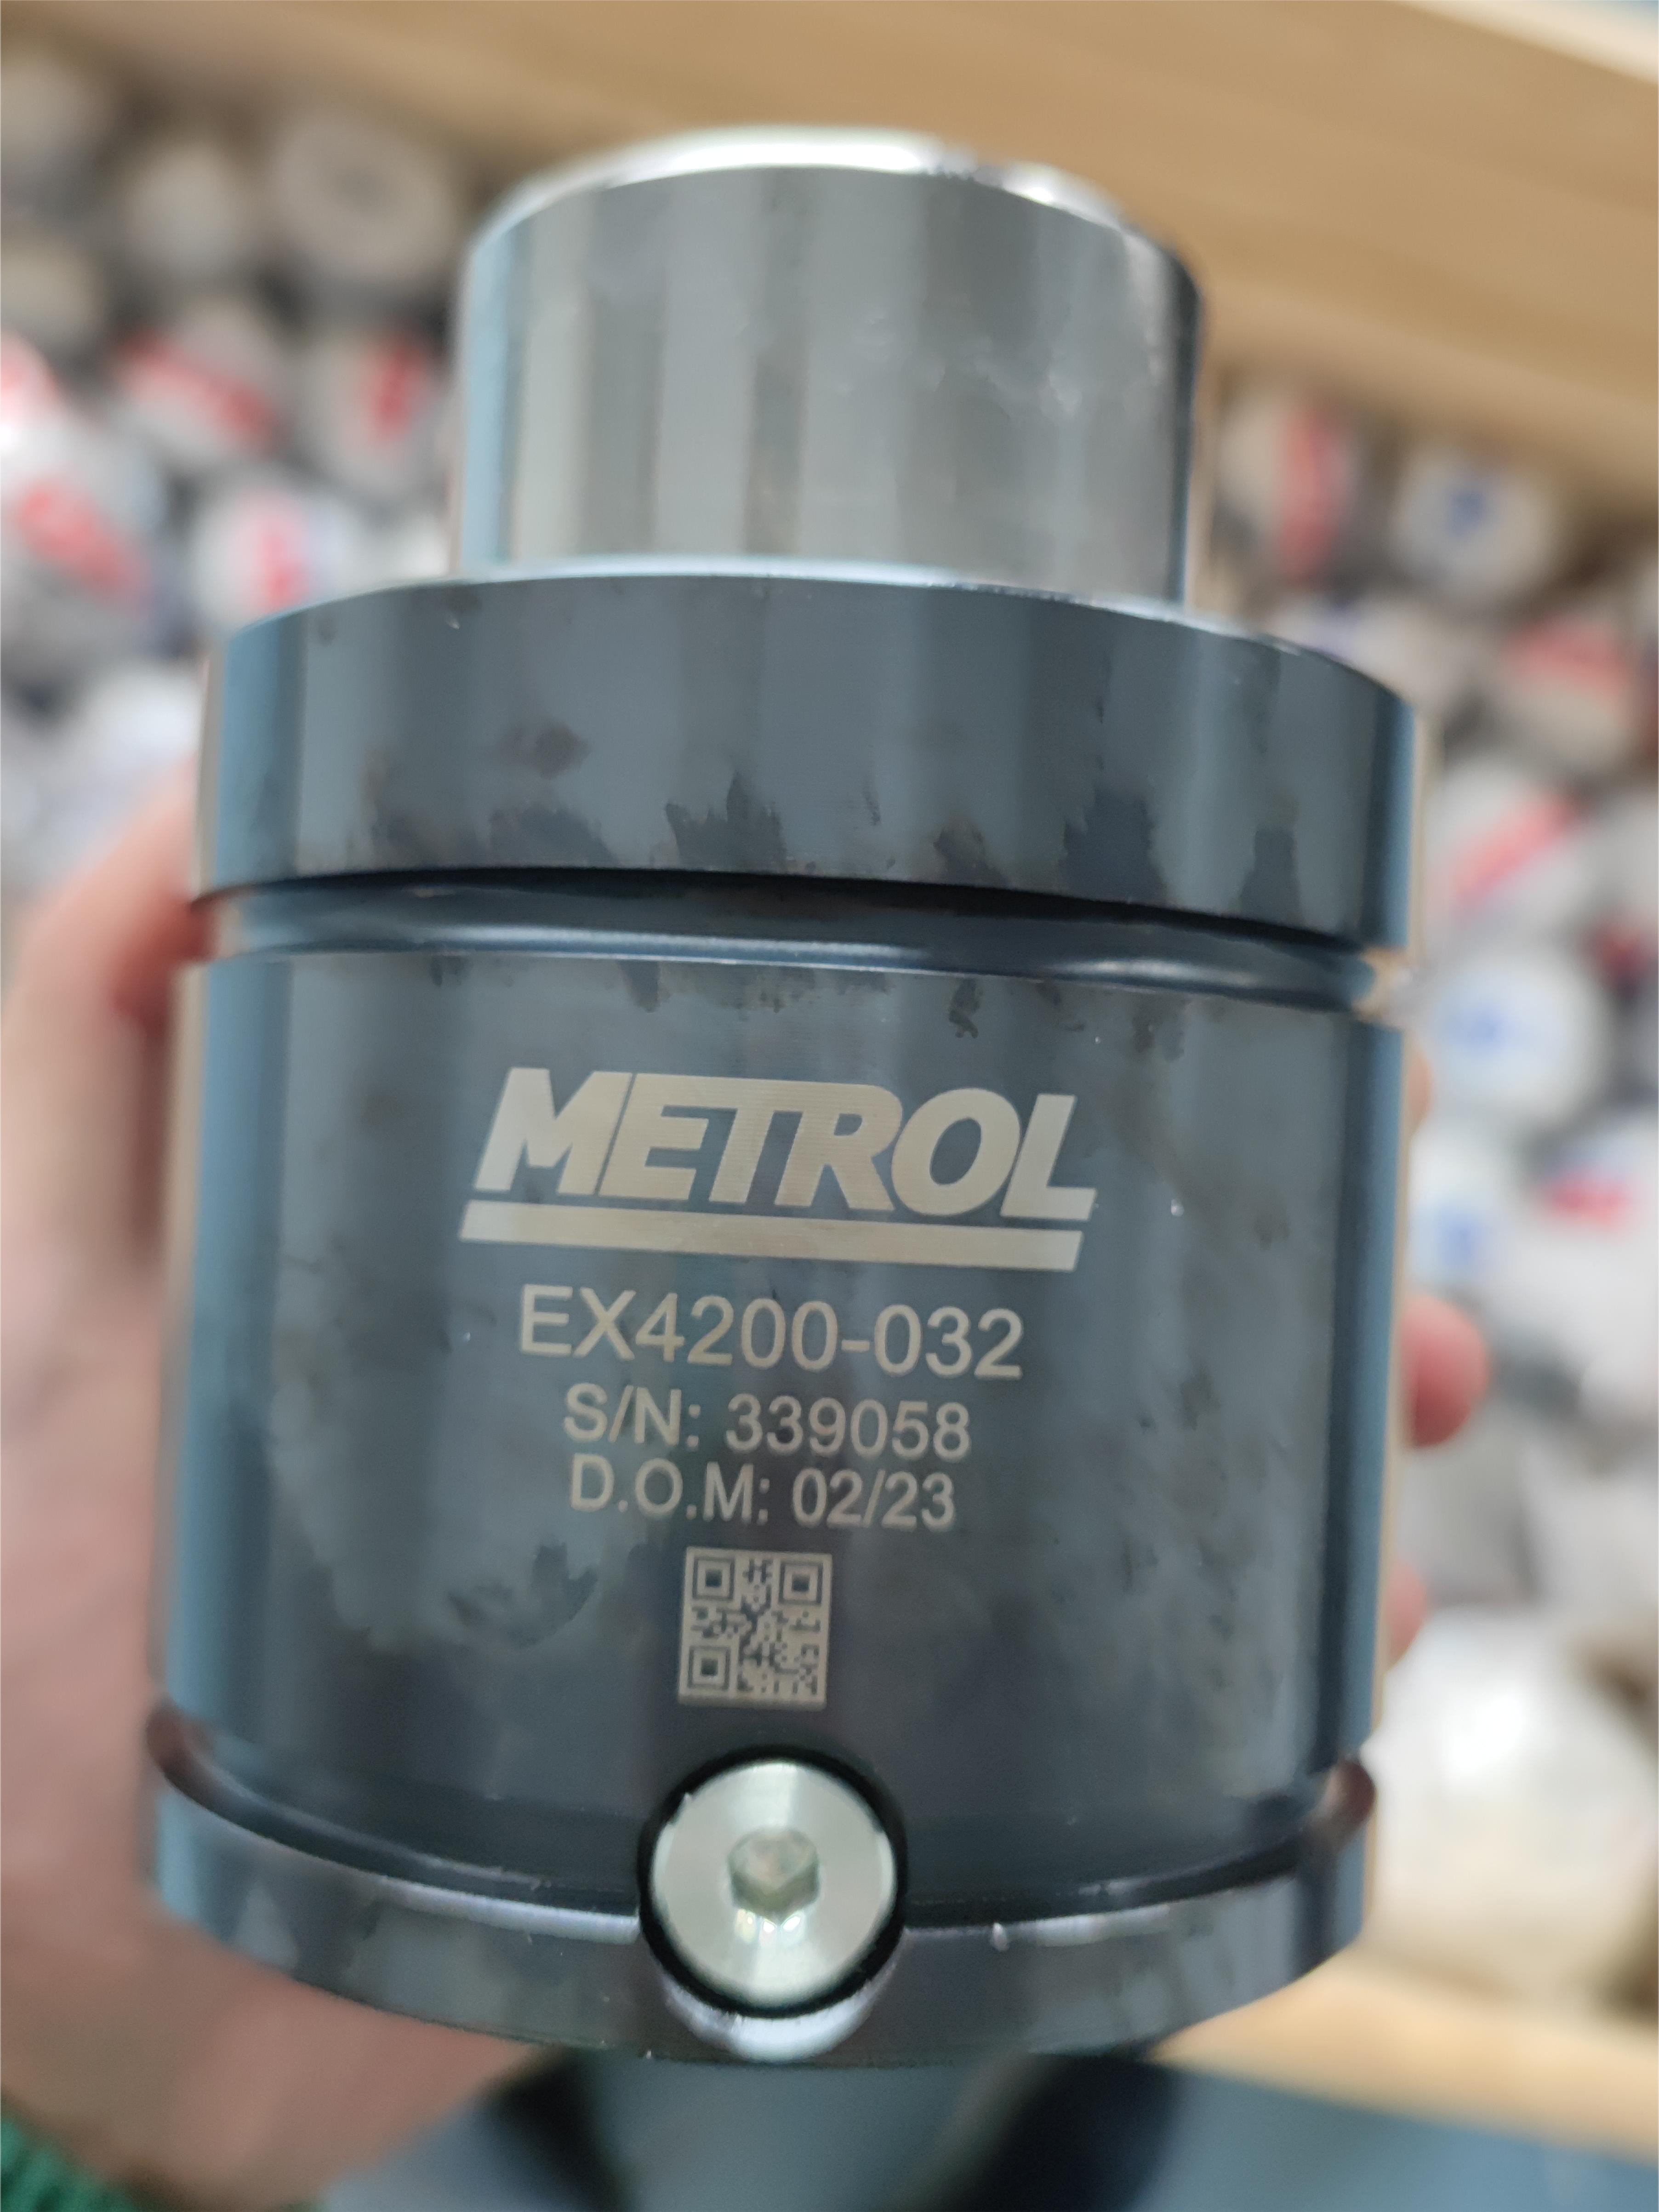 METROL
EX4200-032
S/N: 339058
D.O.M: 02/23